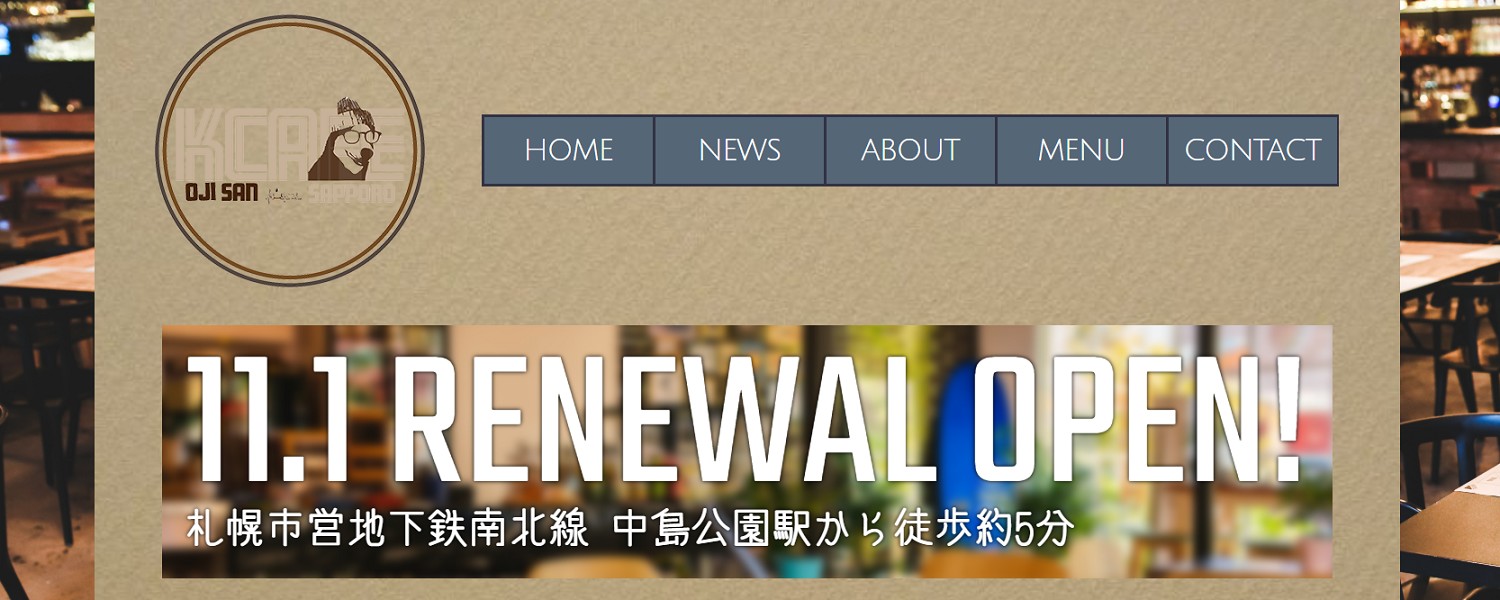 KCAFE
OJI SAN
SAPPORO
HOME NEWS ABOUT MENU CONTACT
11.1 RENEWAL OPEN!
札幌市営地下鉄南北線 中島公園駅から徒歩約5分